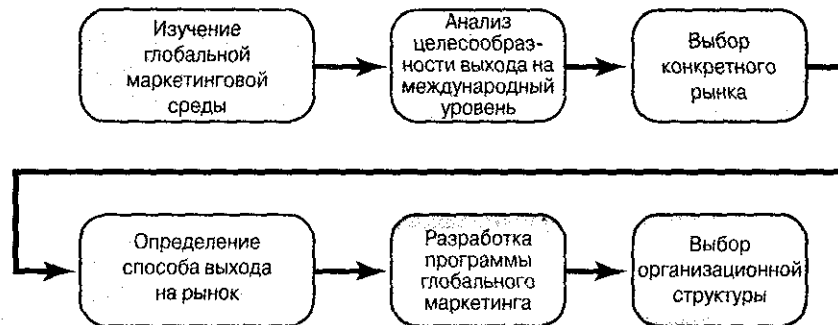 Изучение
глобальной
маркетинговой
среды
Анализ
целесообраз-
ности выхода на
международный
уровень
Выбор
конкретного
рынка
Определение
способа выхода
на рынок
Разработка
программы
глобального
маркетинга
Выбор
организационной
структуры